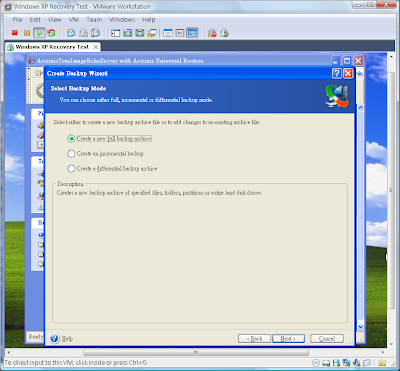 Windows XP Recovery Test - VMware Workstation
File Edit View VM Team Windows Help
Windows XP Recovery Test
AcronisTrueImageEchoServer with Acronis Universal Restore
Create Backup Wizard
Select Backup Mode
You can choose either full, incremental or differential backup mode.
Select either to create a new backup archive file or to add changes to an existing archive file:
Create a new full backup archive
Create an incremental backup
Create a differential backup archive
Description
Creates a new backup archive of specified files, folders, partitions or entire hard disk drives.
Help
< Back
Next >
Cancel
Ready
To direct input to this VM, click inside or press Ctrl+G.